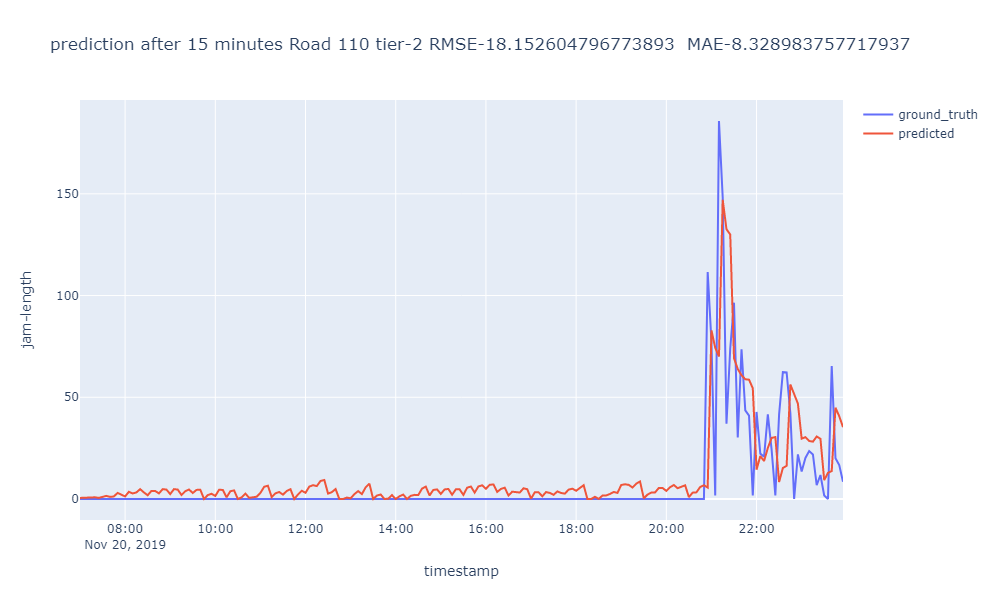 prediction after 15 minutes Road 110 tier-2 RMSE-18.152604796773893  MAE-8.328983757717937
ground_truth
predicted
150
100
50
0
jam-length
08:00 10:00 12:00 14:00 16:00 18:00 20:00 22:00
Nov 20, 2019
timestamp